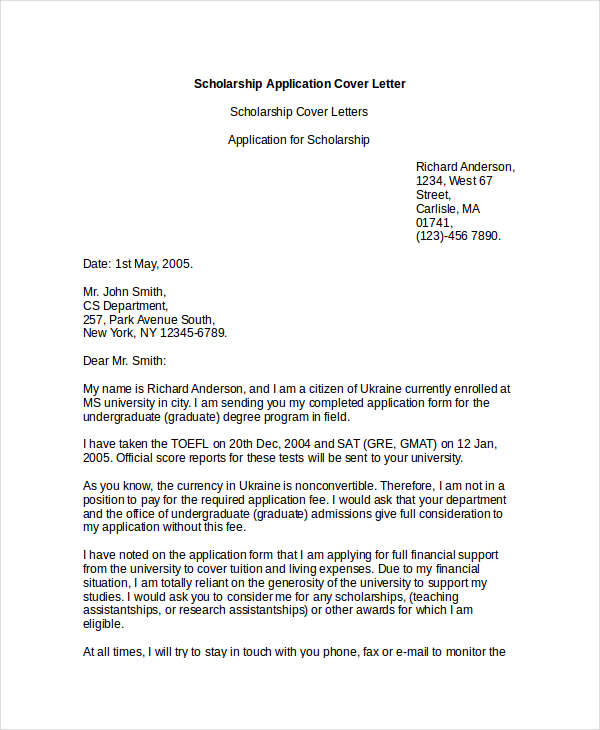 Scholarship Application Cover Letter
Scholarship Cover Letters
Application for Scholarship
Richard Anderson,
1234, West 67
Street,
Carlisle, MA
01741,
(123)-456 7890.
Date: 1st May, 2005.
Mr. John Smith,
CS Department,
257, Park Avenue South,
New York, NY 12345-6789.
Dear Mr. Smith:
My name is Richard Anderson, and I am a citizen of Ukraine currently enrolled at
MS university in city. I am sending you my completed application form for the
undergraduate (graduate) degree program in field.
I have taken the TOEFL on 20th Dec, 2004 and SAT (GRE, GMAT) on 12 Jan,
2005. Official score reports for these tests will be sent to your university.
As you know, the currency in Ukraine is nonconvertible. Therefore, I am not in a
position to pay for the required application fee. I would ask that your department
and the office of undergraduate (graduate) admissions give full consideration to
my application without this fee.
I have noted on the application form that I am applying for full financial support
from the university to cover tuition and living expenses. Due to my financial
situation, I am totally reliant on the generosity of the university to support my
studies. I would ask you to consider me for any scholarships, (teaching
assistantships, or research assistantships) or other awards for which I am
eligible.
At all times, I will try to stay in touch with you phone, fax or e-mail to monitor the